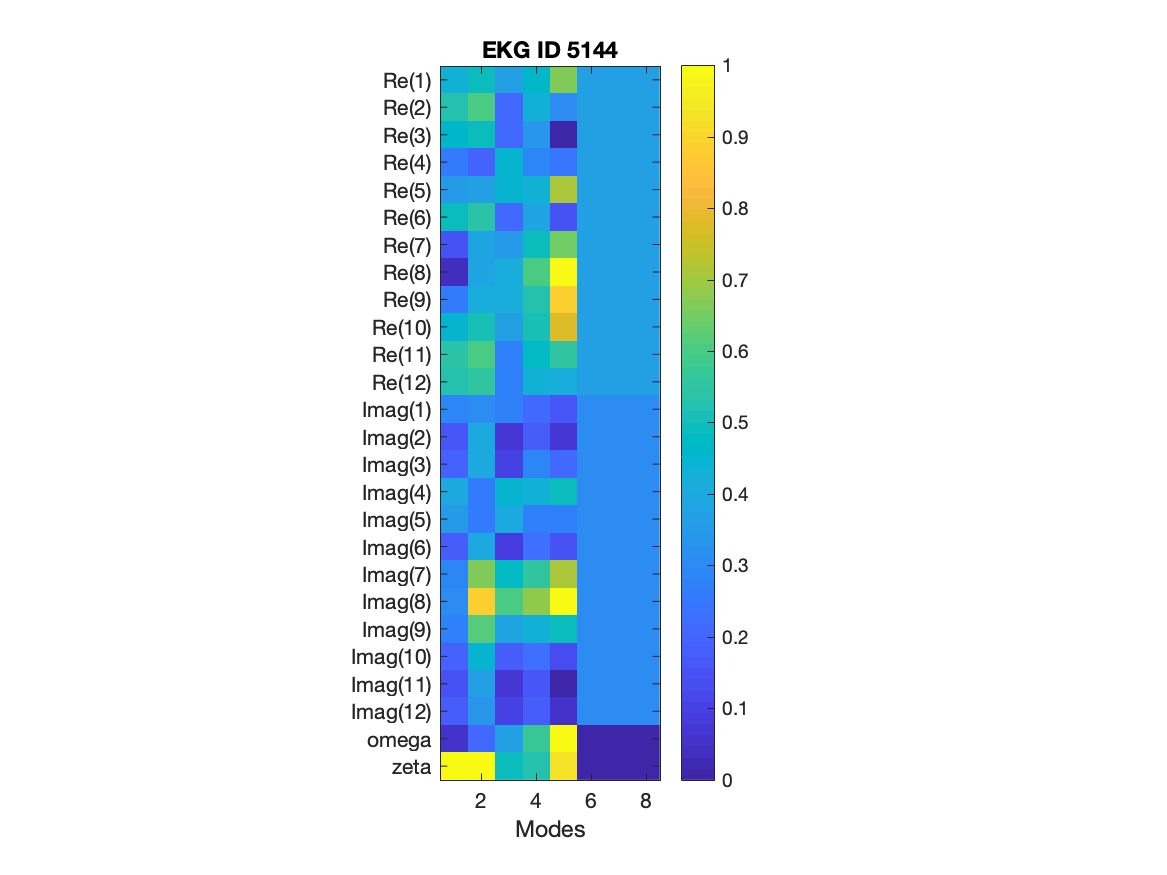 EKG ID 5144
Re(1)
Re(2)
Re(3)
Re(4)
Re(5)
Re(6)
Re(7)
Re(8)
Re(9)
Re(10)
Re(11)
Re(12)
Imag(1)
Imag(2)
Imag(3)
Imag(4)
Imag(5)
Imag(6)
Imag(7)
Imag(8)
Imag(9)
Imag(10)
Imag(11)
Imag(12)
omega
zeta
2 4 6 8
Modes
1
0.9
0.8
0.7
0.6
0.5
0.4
0.3
0.2
0.1
0